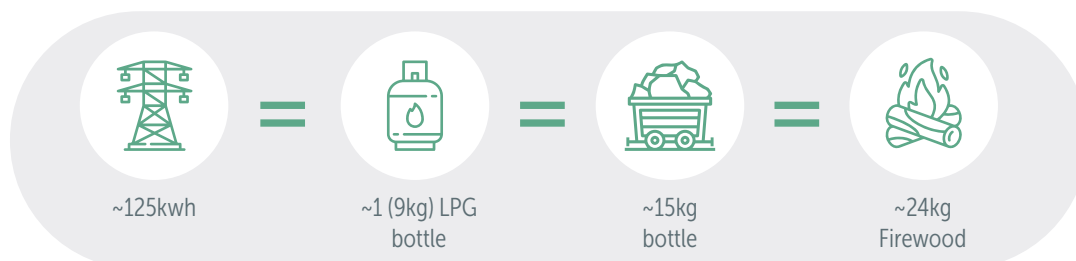 ~125kwh
~1 (9kg) LPG
bottle
~15kg
bottle
~24kg
Firewood